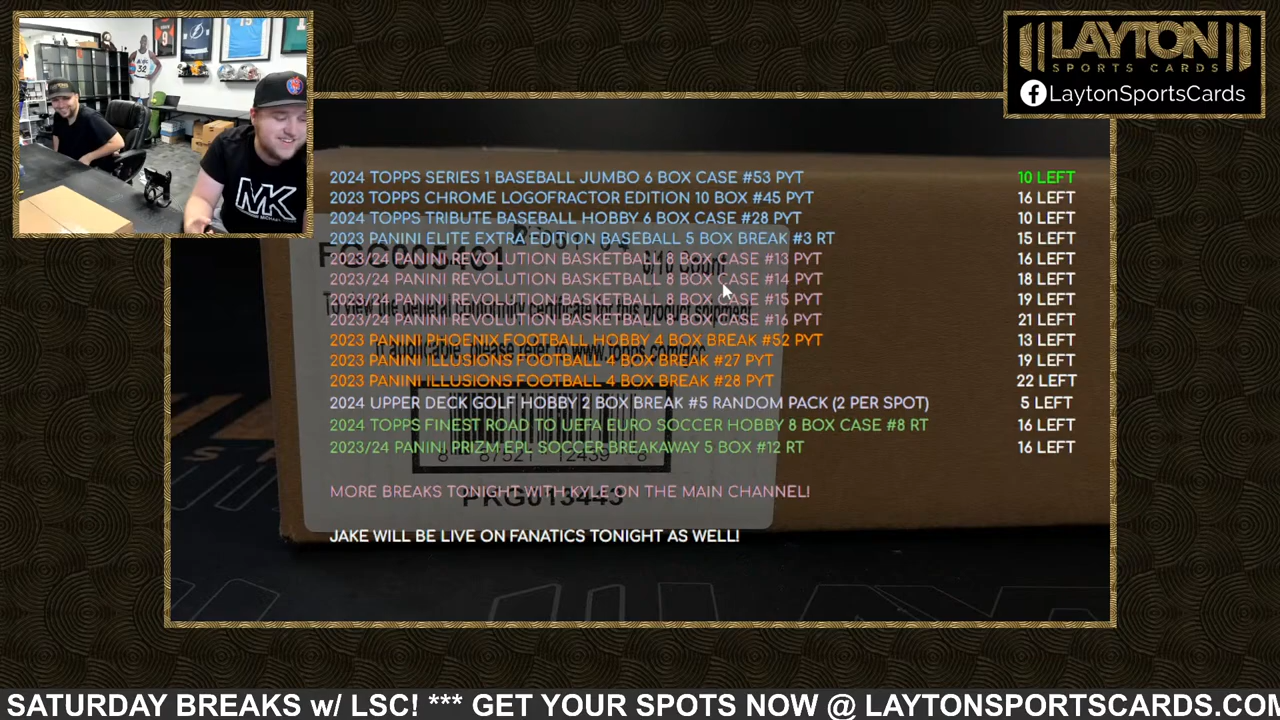 LAYTON
SPORTS CARDS
LaytonSportsCards
MK
2024 TOPPS SERIES 1 BASEBALL JUMBO 6 BOX CASE #53 PYT 10 LEFT
2023 TOPPS CHROME LOGOFRACTOR EDITION 10 BOX #45 PYT 16 LEFT
2024 TOPPS TRIBUTE BASEBALL HOBBY 6 BOX CASE #28 PYT 10 LEFT
2023 PANINI ELITE EXTRA EDITION BASEBALL 5 BOX BREAK #3 RT 15 LEFT
2023/24 PANINI REVOLUTION BASKETBALL 8 BOX CASE #13 PYT 16 LEFT
2023/24 PANINI REVOLUTION BASKETBALL 8 BOX CASE #14 PYT 18 LEFT
2023/24 PANINI REVOLUTION BASKETBALL 8 BOX CASE #15 PYT 19 LEFT
2023/24 PANINI REVOLUTION BASKETBALL 8 BOX CASE #16 PYT 21 LEFT
2023 PANINI PHOENIX FOOTBALL HOBBY 4 BOX BREAK #52 PYT 13 LEFT
2023 PANINI ILLUSIONS FOOTBALL 4 BOX BREAK #27 PYT 19 LEFT
2023 PANINI ILLUSIONS FOOTBALL 4 BOX BREAK #28 PYT 22 LEFT
2024 UPPER DECK GOLF HOBBY 2 BOX BREAK #5 RANDOM PACK (2 PER SPOT) 5 LEFT
2024 TOPPS FINEST ROAD TO UEFA EURO SOCCER HOBBY 8 BOX CASE #8 RT 16 LEFT
2023/24 PANINI PRIZM EPL SOCCER BREAKAWAY 5 BOX #12 RT 16 LEFT
MORE BREAKS TONIGHT WITH KYLE ON THE MAIN CHANNEL!
PKG013443
JAKE WILL BE LIVE ON FANATICS TONIGHT AS WELL!
SATURDAY BREAKS w/ LSC! *** GET YOUR SPOTS NOW @ LAYTONSPORTSCARDS.COM